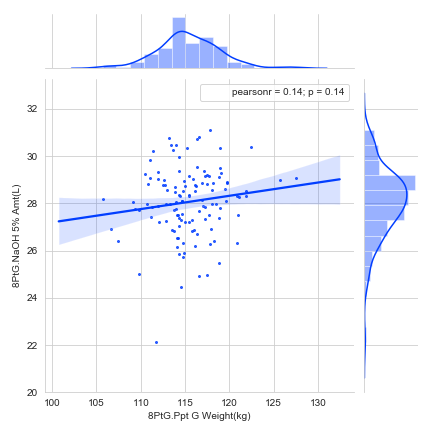 pearsonr = 0.14; p = 0.14
32
30
28
26
24
22
20
8PtG.NaOH 5% Amt(L)
100 105 110 115 120 125 130
8PtG.Ppt G Weight(kg)